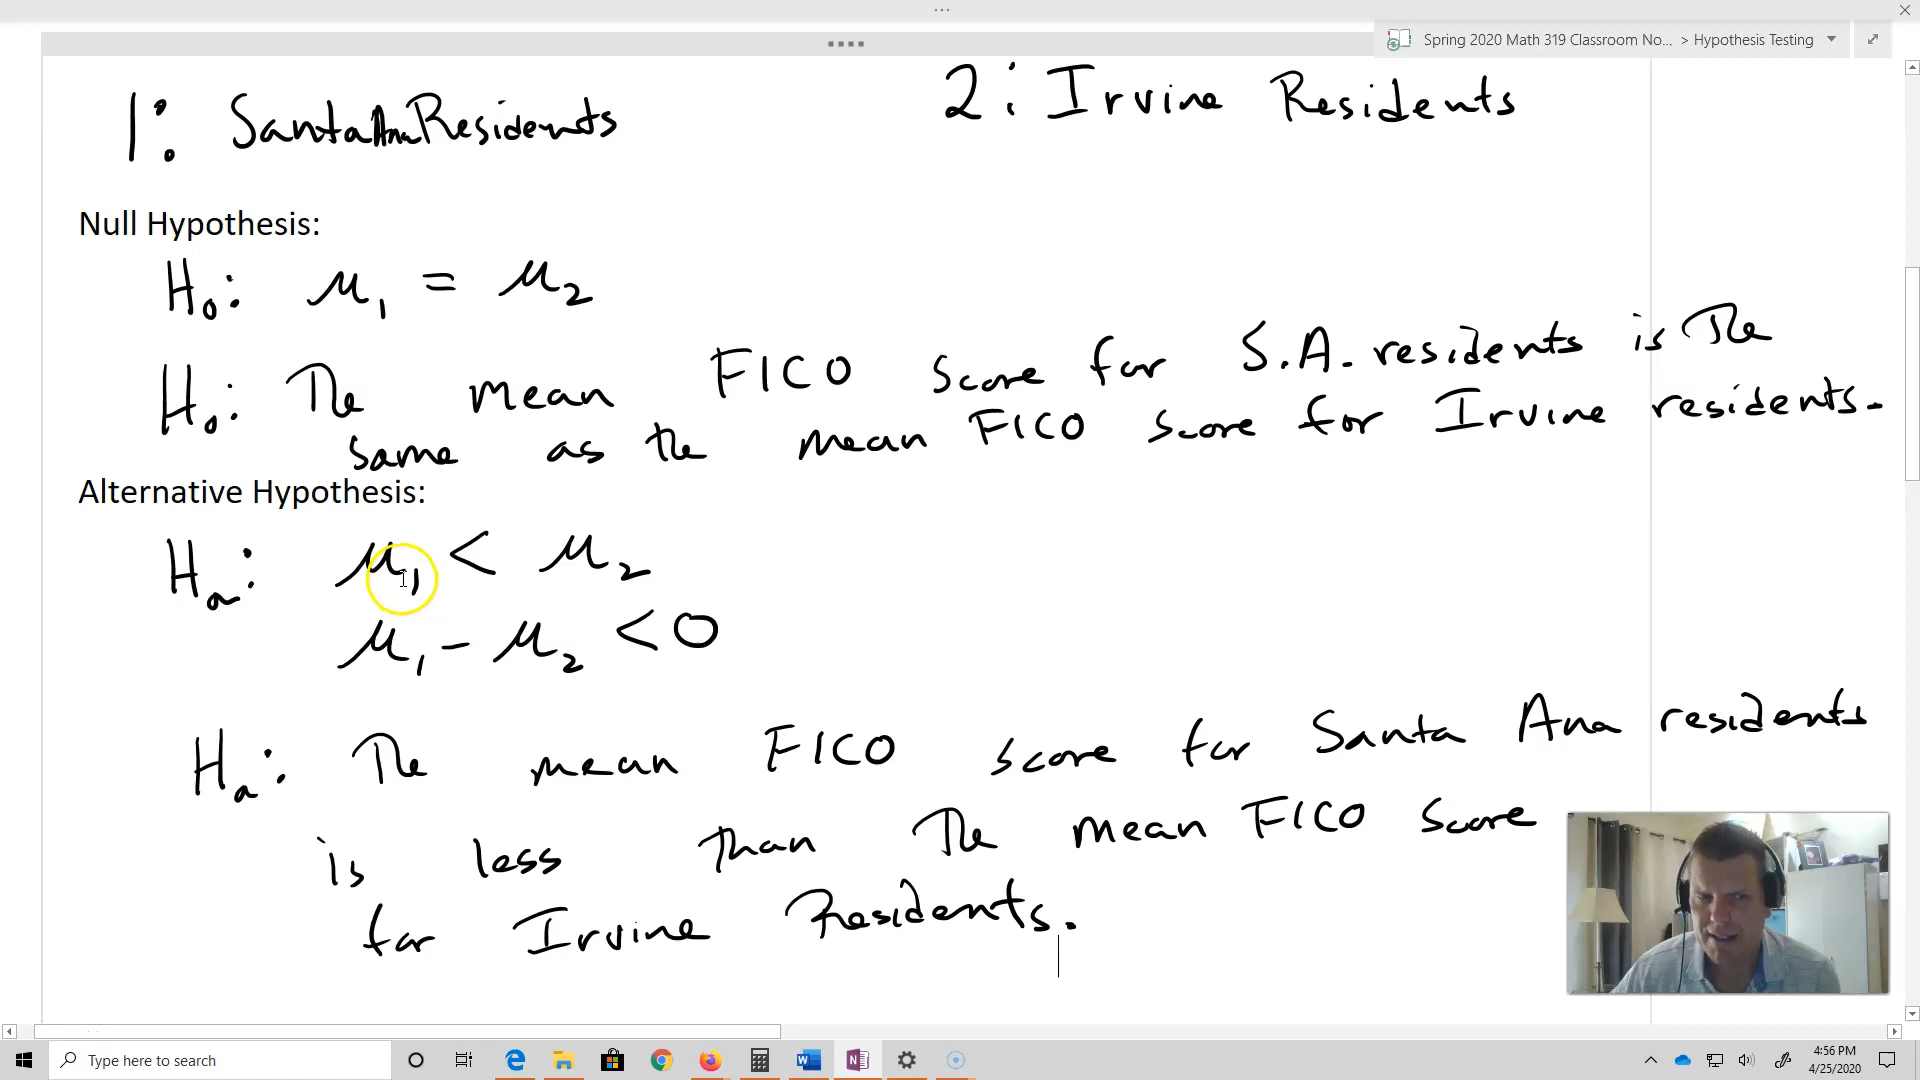 Spring 2020 Math 319 Classroom No... > Hypothesis Testing
1: Santa Ana Residents
2: Irvine Residents
Null Hypothesis:
H₀: μ₁ = μ₂
H₀: The mean FICO score for S.A. residents is the
same as the mean FICO score for Irvine residents.
Alternative Hypothesis:
Hₐ: μ₁ < μ₂
μ₁ - μ₂ < 0
Hₐ: The mean FICO score for Santa Ana residents
is less than the mean FICO score
for Irvine Residents.
Type here to search
4:56 PM
4/25/2020